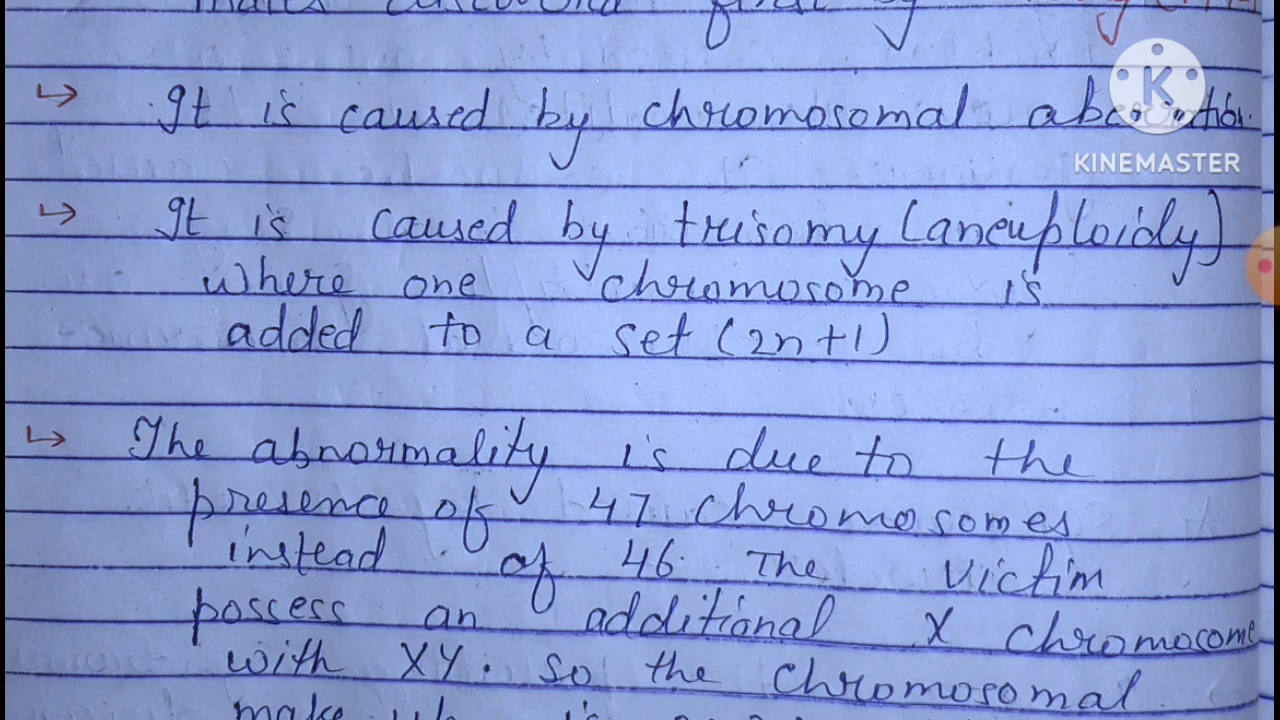 ↳ It is caused by chromosomal aberration.
K
KINEMASTER
↳ It is caused by trisomy (aneuploidy)
where one chromosome is
added to a set (2n+1)
↳ The abnormality is due to the
presence of 47 chromosomes
instead of 46. The victim
possess an additional X chromosome
with XY. So the chromosomal
make